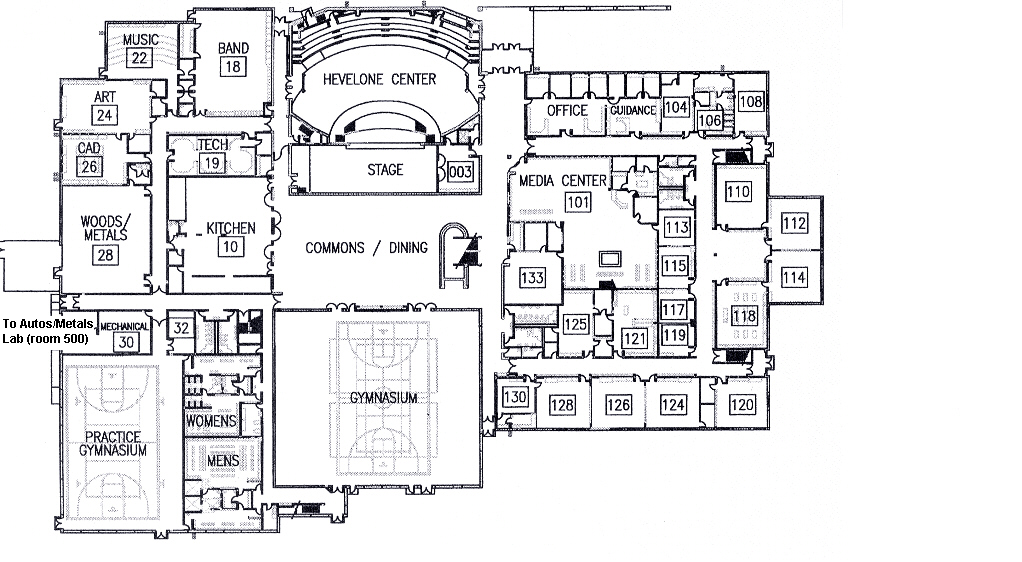 MUSIC
22
BAND
18
HEVELONE CENTER
ART
24
OFFICE
GUIDANCE
104
106
108
CAD
26
TECH
19
STAGE
003
MEDIA CENTER
101
110
112
WOODS/
METALS
28
KITCHEN
10
COMMONS / DINING
113
115
133
114
To Autos/Metals
Lab (room 500)
MECHANICAL
30
32
125
121
117
119
118
GYMNASIUM
130
128
126
124
120
PRACTICE
GYMNASIUM
WOMENS
MENS